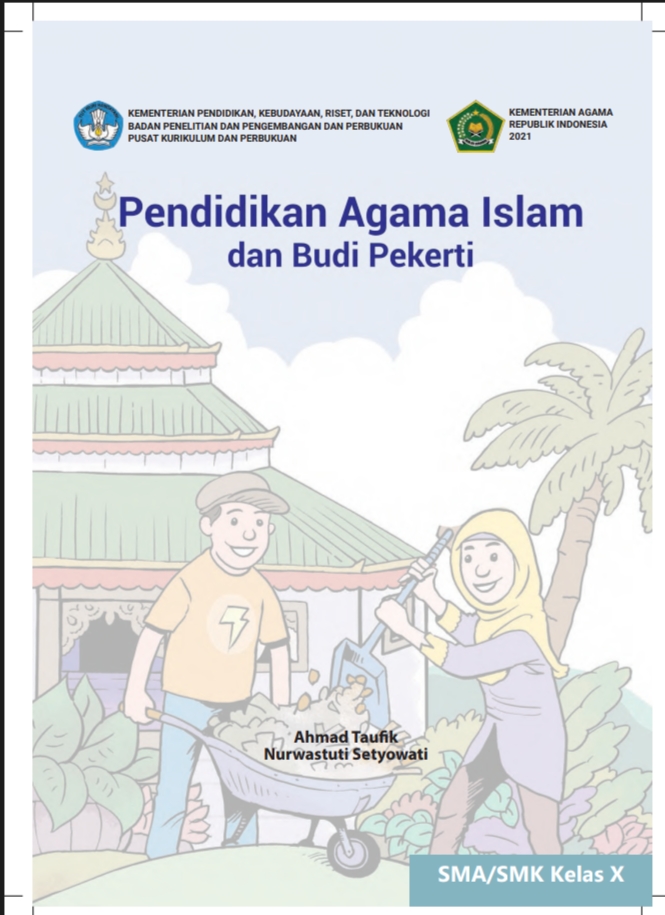 KEMENTERIAN PENDIDIKAN, KEBUDAYAAN, RISET, DAN TEKNOLOGI
BADAN PENELITIAN DAN PENGEMBANGAN DAN PERBUKUAN
PUSAT KURIKULUM DAN PERBUKUAN
KEMENTERIAN AGAMA
REPUBLIK INDONESIA
2021
Pendidikan Agama Islam
dan Budi Pekerti
Ahmad Taufik
Nurwastuti Setyowati
SMA/SMK Kelas X